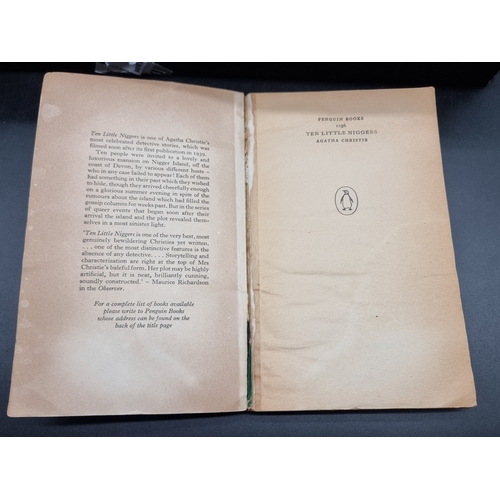 Ten Little Niggers is one of Agatha Christie's
most celebrated detective stories, which was
filmed soon after its first publication in 1939.
Ten people were invited to a lovely and
luxurious mansion on Nigger Island, off the
coast of Devon, by various different hosts –
who in any case failed to appear! Each of them
had something in their past which they wished
to hide, though they arrived cheerfully enough
on a glorious summer evening in spite of the
rumours about the island which had filled the
gossip columns for weeks past. But in the series
of queer events that began soon after their
arrival the island and the plot revealed them-
selves in a most sinister light.
'Ten Little Niggers is one of the very best, most
genuinely bewildering Christies yet written.
. . . one of the most distinctive features is the
absence of any detective. . . . Storytelling and
characterisation are right at the top of Mrs
Christie's baleful form. Her plot may be highly
artificial, but it is neat, brilliantly cunning,
soundly constructed.' – Maurice Richardson
in the Observer.
For a complete list of books available
please write to Penguin Books
whose address can be found on the
back of the title page
PENGUIN BOOKS
1256
TEN LITTLE NIGGERS
AGATHA CHRISTIE